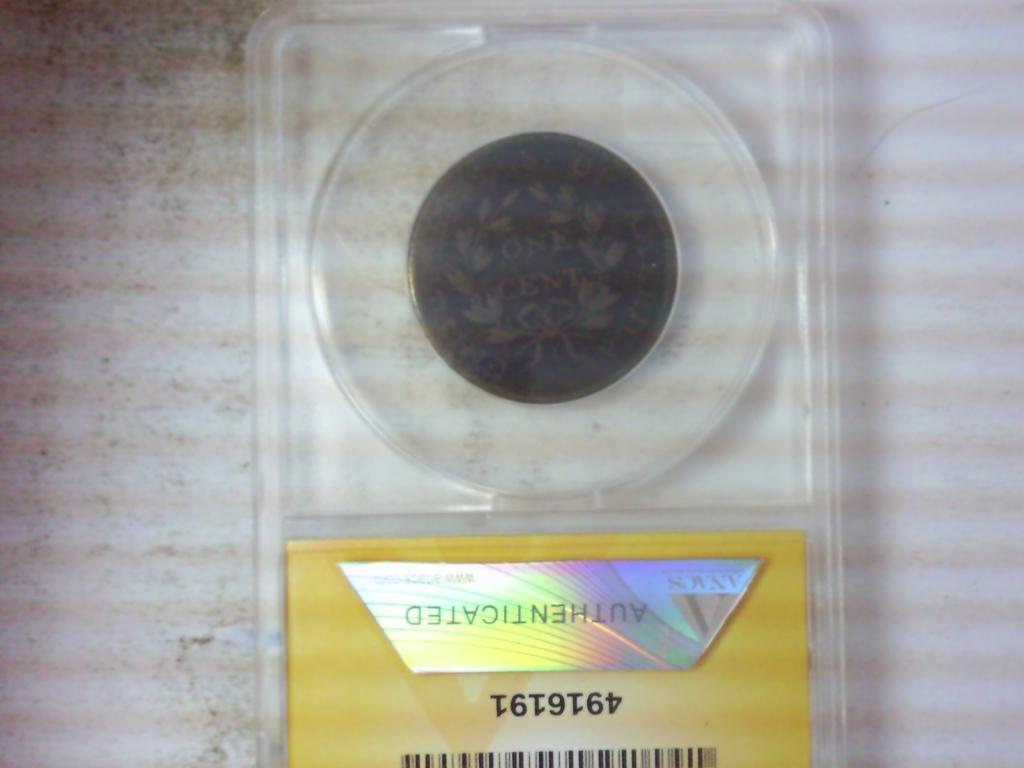 ONE
CENT
ANACS
www.anacs.com
AUTHENTICATED
4916191